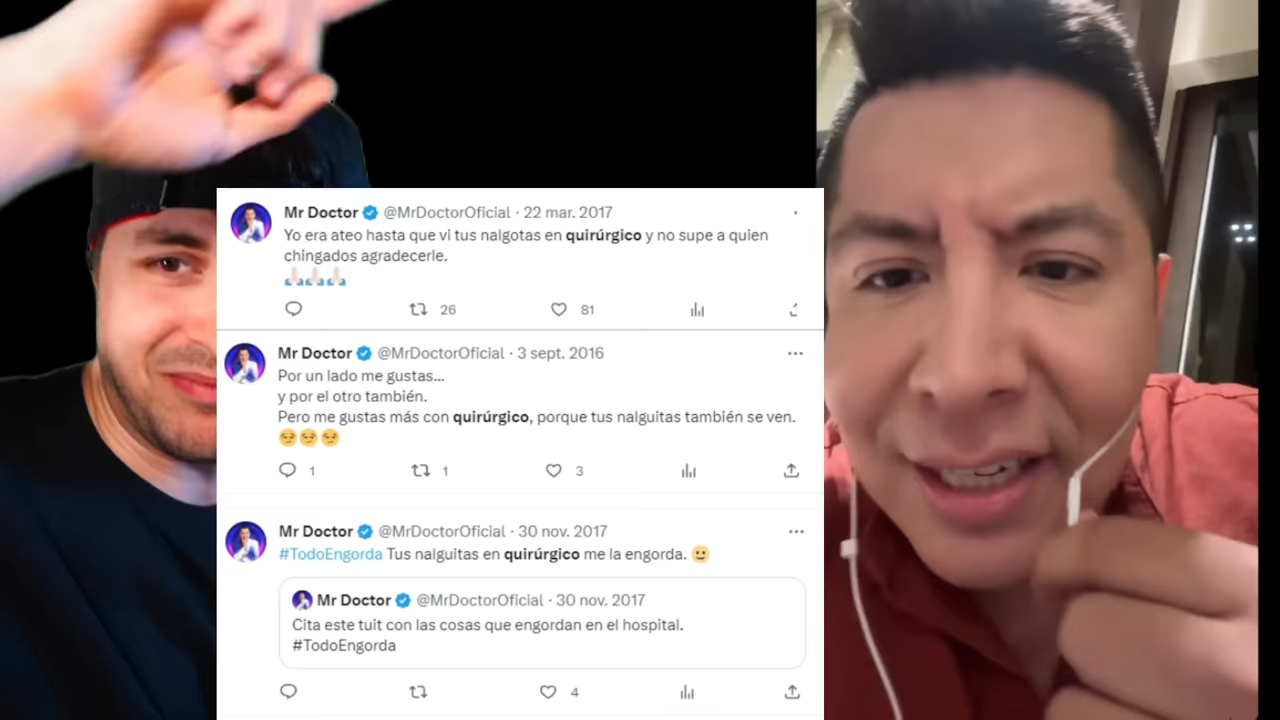 Mr Doctor @MrDoctorOficial · 22 mar. 2017
Yo era ateo hasta que vi tus nalgotas en quirúrgico y no supe a quien
chingados agradecerle.
🙏🏻🙏🏻🙏🏻
26 81
Mr Doctor @MrDoctorOficial · 3 sept. 2016
Por un lado me gustas...
y por el otro también.
Pero me gustas más con quirúrgico, porque tus nalguitas también se ven.
😏😏😏
1 1 3
Mr Doctor @MrDoctorOficial · 30 nov. 2017
#TodoEngorda Tus nalguitas en quirúrgico me la engorda. 🙂
Mr Doctor @MrDoctorOficial · 30 nov. 2017
Cita este tuit con las cosas que engordan en el hospital.
#TodoEngorda
4